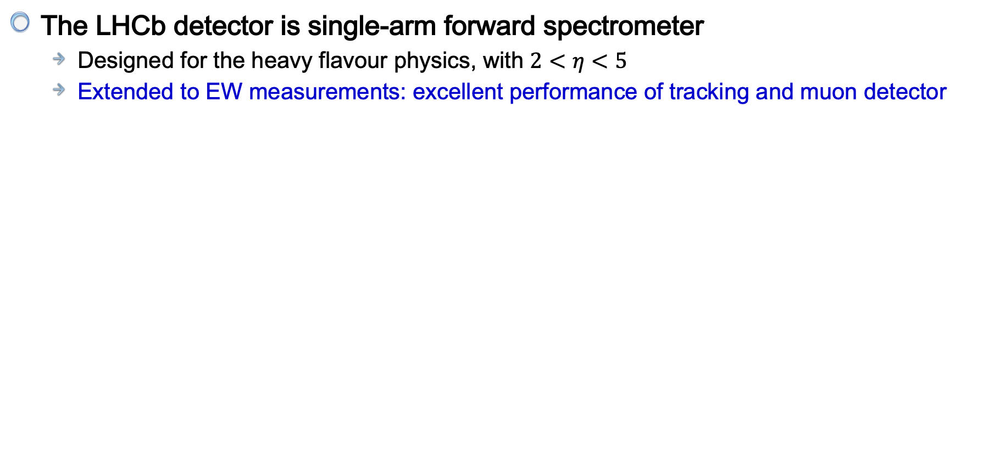 The LHCb detector is single-arm forward spectrometer
Designed for the heavy flavour physics, with 2 < η < 5
Extended to EW measurements: excellent performance of tracking and muon detector